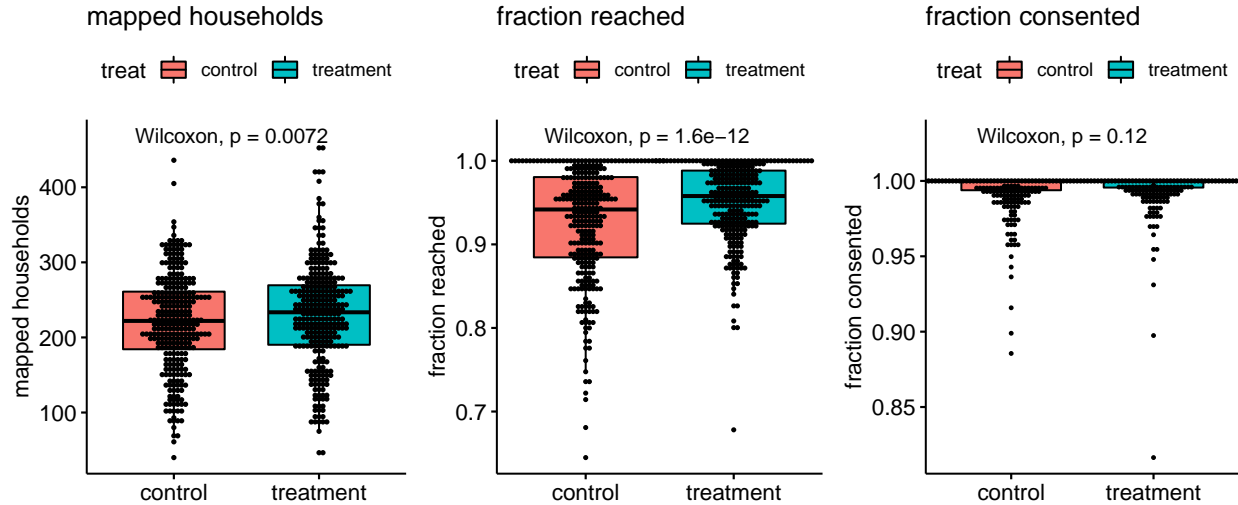 mapped households
treat control treatment
Wilcoxon, p = 0.0072
mapped households
400
300
200
100
control treatment
fraction reached
treat control treatment
Wilcoxon, p = 1.6e−12
fraction reached
1.0
0.9
0.8
0.7
control treatment
fraction consented
treat control treatment
Wilcoxon, p = 0.12
fraction consented
1.00
0.95
0.90
0.85
control treatment